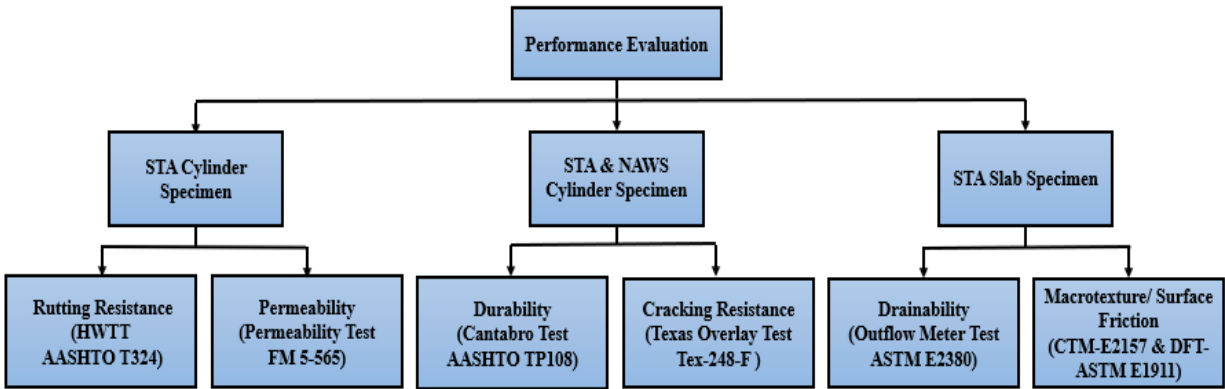 Performance Evaluation
STA Cylinder
Specimen
STA & NAWS
Cylinder Specimen
STA Slab Specimen
Rutting Resistance
(HWTT
AASHTO T324)
Permeability
(Permeability Test
FM 5-565)
Durability
(Cantabro Test
AASHTO TP108)
Cracking Resistance
(Texas Overlay Test
Tex-248-F )
Drainability
(Outflow Meter Test
ASTM E2380)
Macrotexture/ Surface
Friction
(CTM-E2157 & DFT-
ASTM E1911)